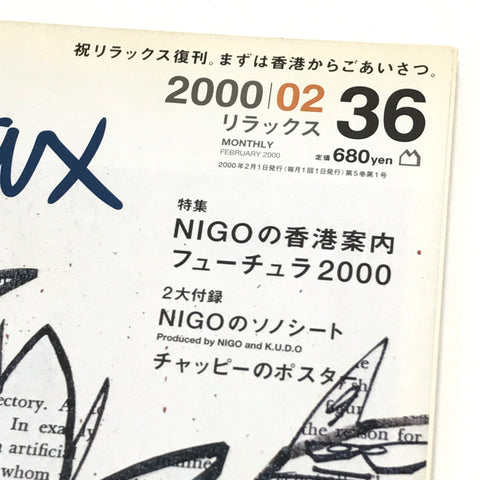 祝リラックス復刊。まずは香港からごあいさつ。
2000|02 36
リラックス
MONTHLY
FEBRUARY 2000
定価680yen
2000年2月1日発行(毎月1回1日発行)第5巻第1号
ax
特集
NIGOの香港案内
フューチュラ2000
2大付録
NIGOのソノシート
Produced by NIGO and K.U.D.O
チャッピーのポスター
ectory. A
In exactly
artificial
whom
the reason for